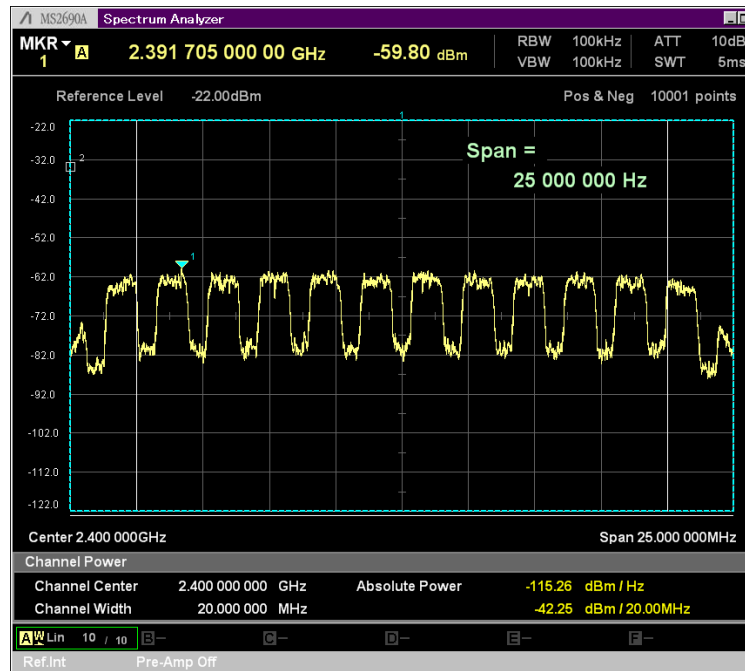 MS2690A Spectrum Analyzer
MKR A 2.391 705 000 00 GHz -59.80 dBm RBW 100kHz ATT 10dB
1 VBW 100kHz SWT 5ms
Reference Level -22.00dBm Pos & Neg 10001 points
1
-22.0
Span =
2
-32.0
25 000 000 Hz
-42.0
-52.0
1
-62.0
-72.0
-82.0
-92.0
-102.0
-112.0
-122.0
Center 2.400 000GHz Span 25.000 000MHz
Channel Power
Channel Center 2.400 000 000 GHz Absolute Power -115.26 dBm / Hz
Channel Width 20.000 000 MHz -42.25 dBm / 20.00MHz
A W Lin 10 / 10 B- C- D- E- F-
Ref.Int Pre-Amp Off